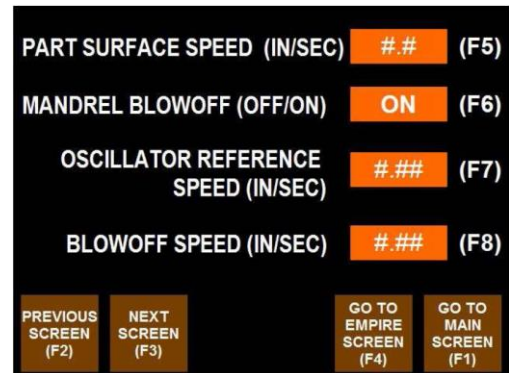 PART SURFACE SPEED (IN/SEC) #.# (F5)
MANDREL BLOWOFF (OFF/ON) ON (F6)
OSCILLATOR REFERENCE
SPEED (IN/SEC) #.## (F7)
BLOWOFF SPEED (IN/SEC) #.## (F8)
PREVIOUS
SCREEN
(F2)
NEXT
SCREEN
(F3)
GO TO
EMPIRE
SCREEN
(F4)
GO TO
MAIN
SCREEN
(F1)